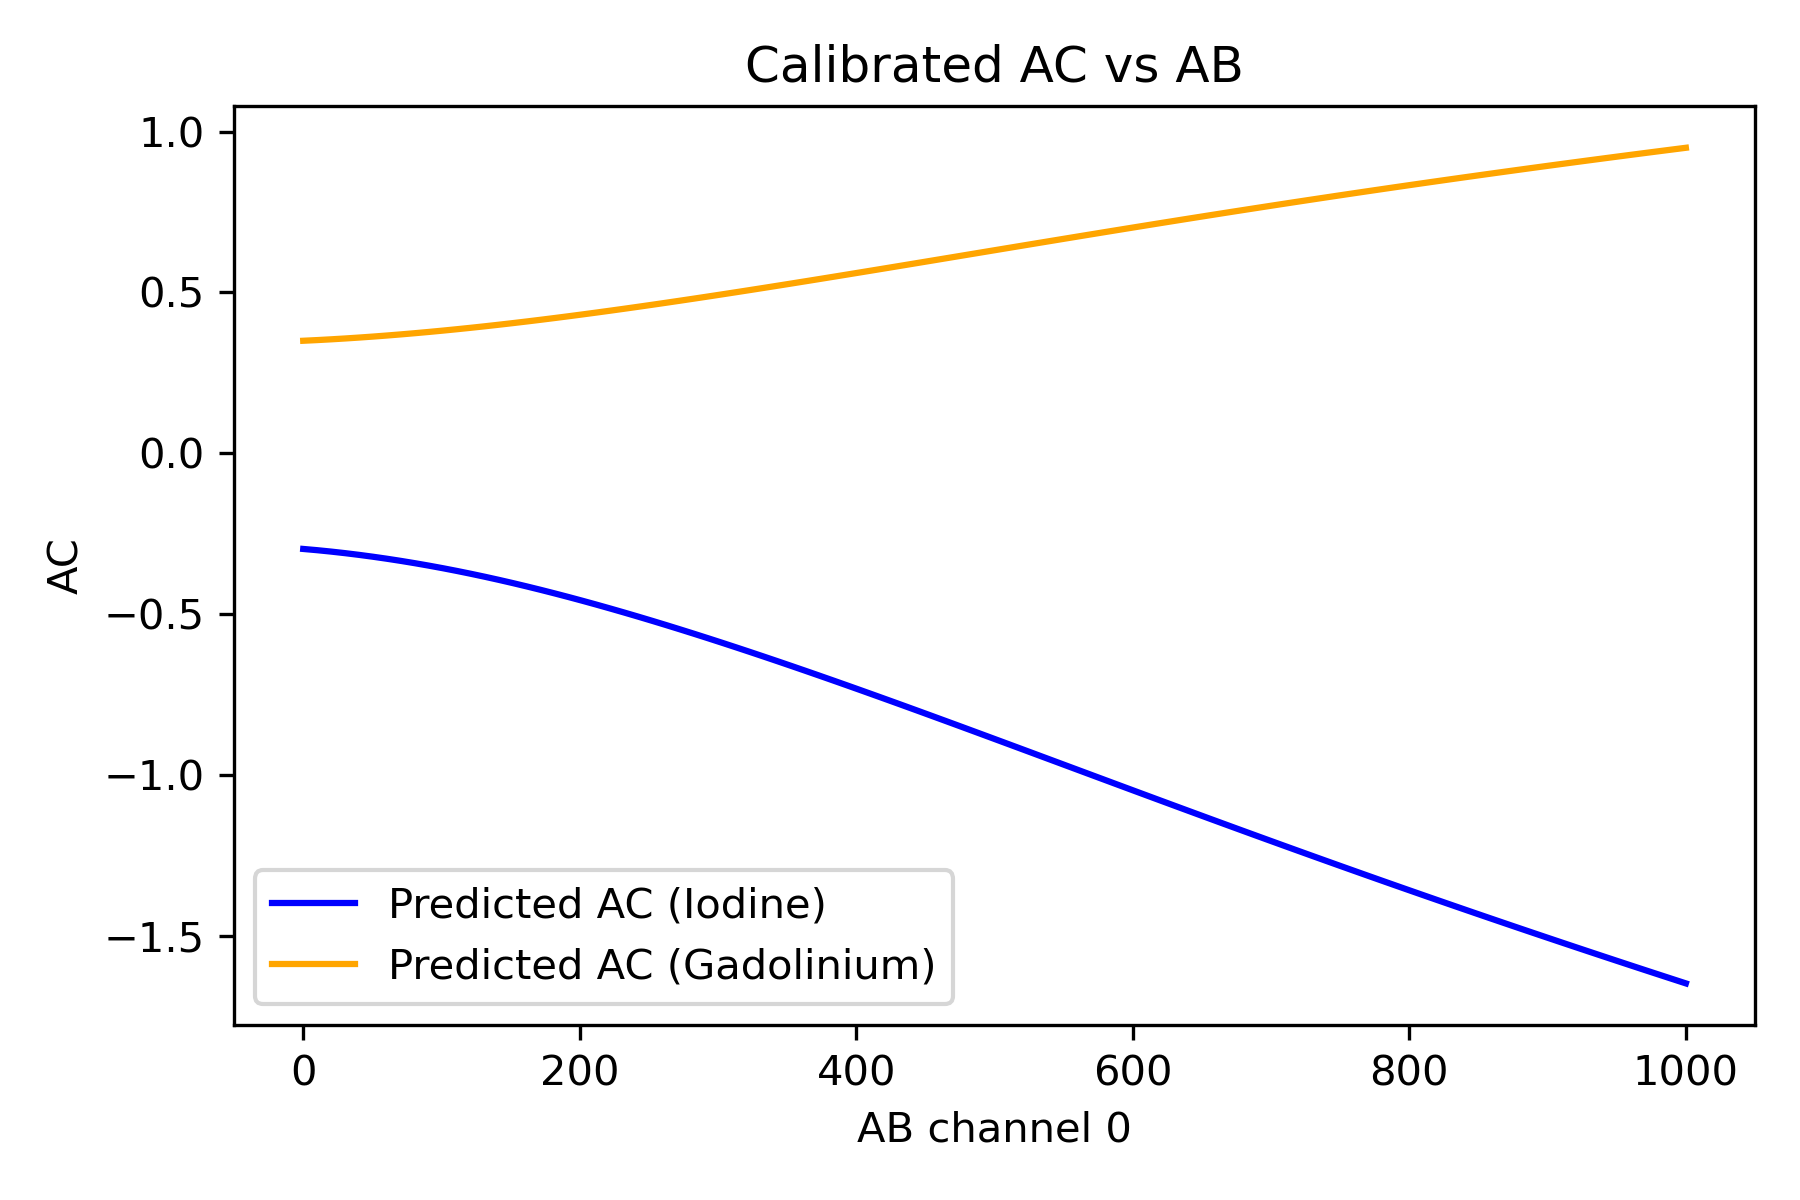 Calibrated AC vs AB
1.0
0.5
0.0
−0.5
−1.0
−1.5
AC
Predicted AC (Iodine)
Predicted AC (Gadolinium)
0 200 400 600 800 1000
AB channel 0